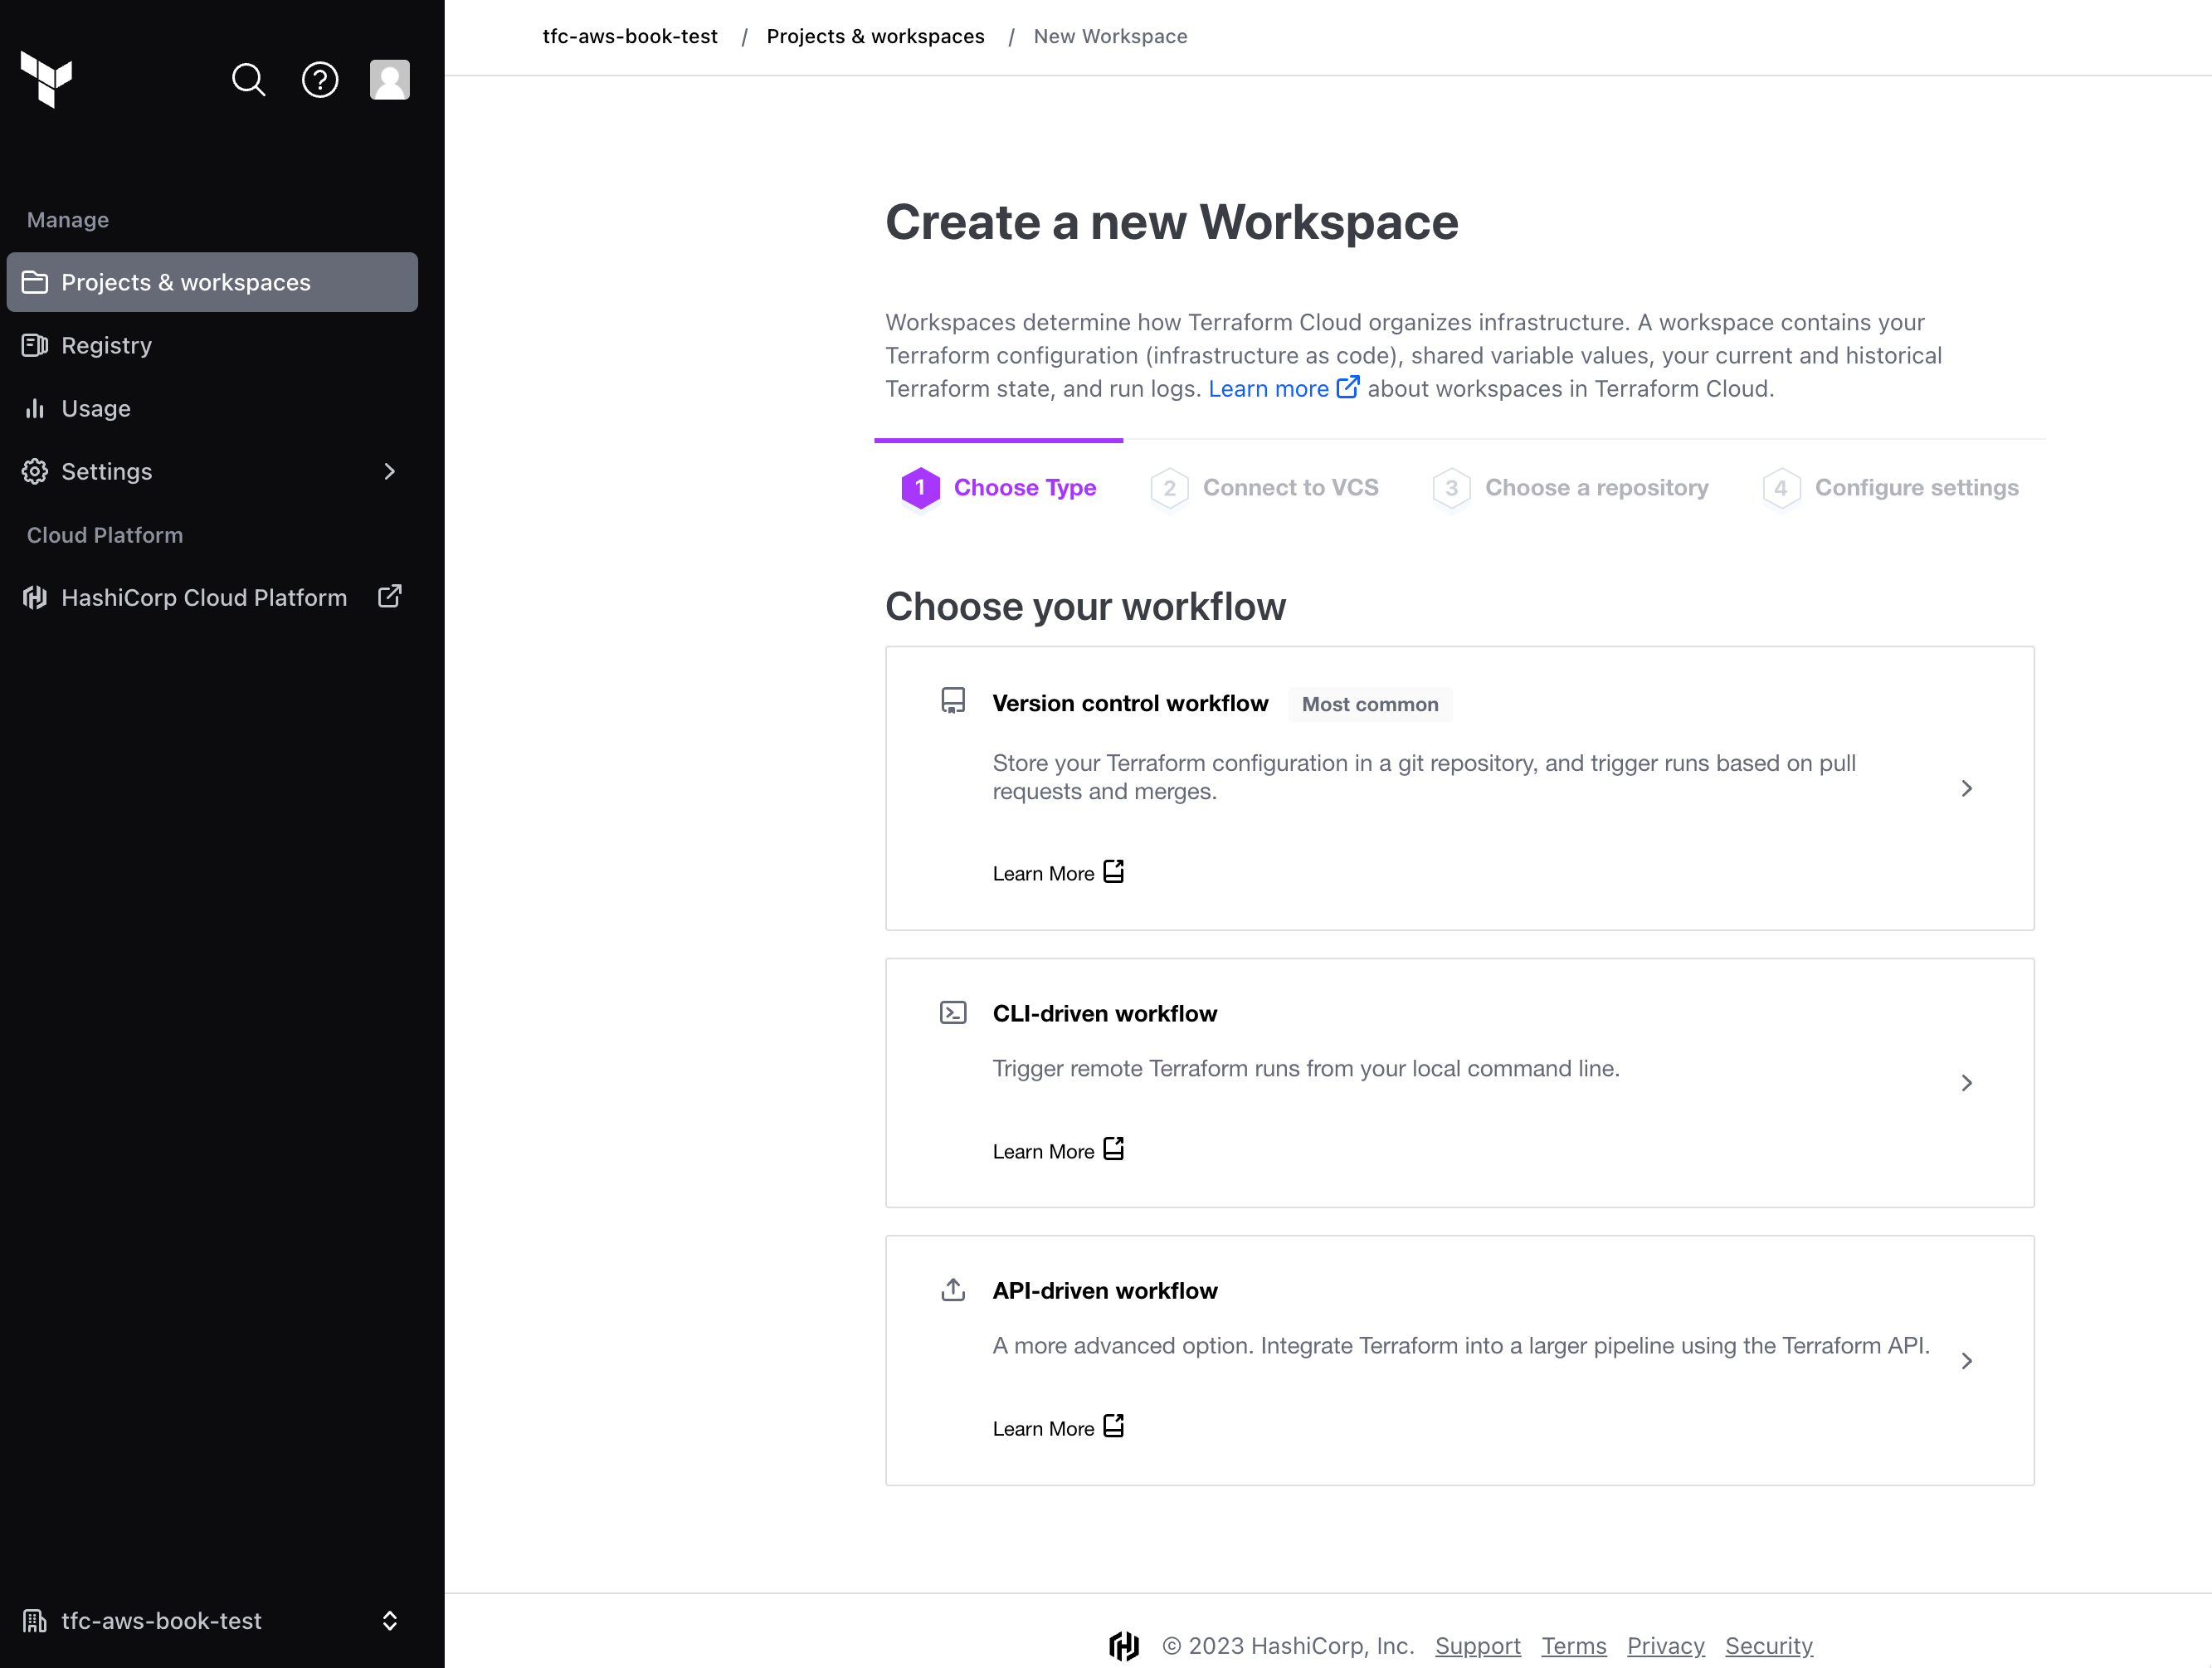 tfc-aws-book-test / Projects & workspaces / New Workspace
Manage
Projects & workspaces
Registry
Usage
Settings
Cloud Platform
HashiCorp Cloud Platform
tfc-aws-book-test
Create a new Workspace
Workspaces determine how Terraform Cloud organizes infrastructure. A workspace contains your
Terraform configuration (infrastructure as code), shared variable values, your current and historical
Terraform state, and run logs. Learn more about workspaces in Terraform Cloud.
1 Choose Type 2 Connect to VCS 3 Choose a repository 4 Configure settings
Choose your workflow
Version control workflow Most common
Store your Terraform configuration in a git repository, and trigger runs based on pull
requests and merges.
Learn More
CLI-driven workflow
Trigger remote Terraform runs from your local command line.
Learn More
API-driven workflow
A more advanced option. Integrate Terraform into a larger pipeline using the Terraform API.
Learn More
© 2023 HashiCorp, Inc. Support Terms Privacy Security